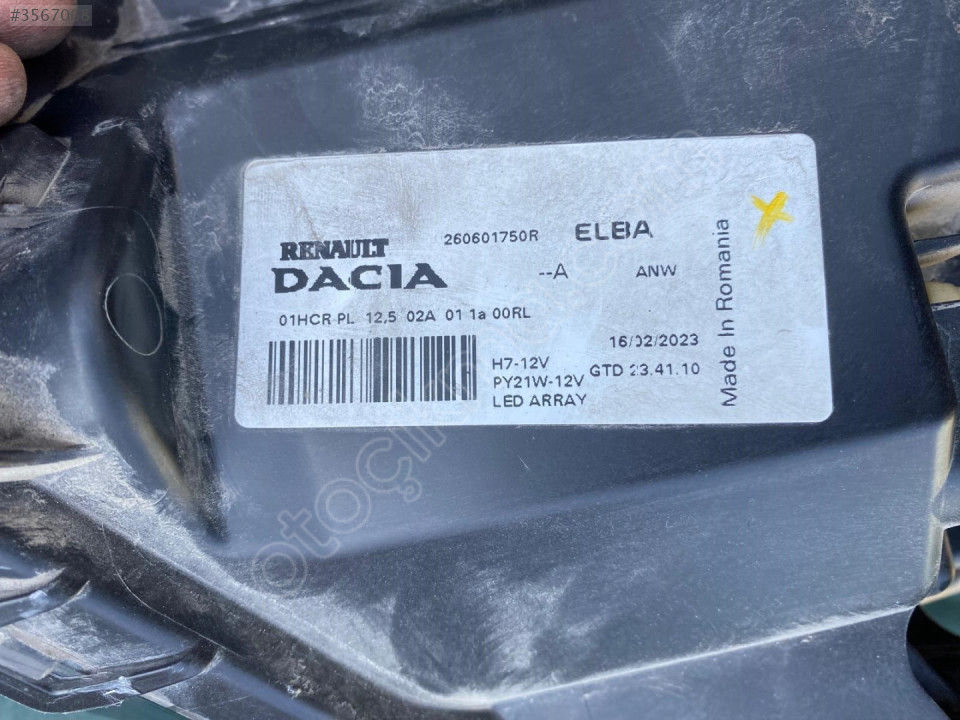 RENAULT
DACIA
260601750R
ELBA
--A
ANW
01HCR-PL 12,5 02A 01 1a 00RL
16/02/2023
H7-12V
PY21W-12V
LED ARRAY
GTD 23.41.10
Made In Romania